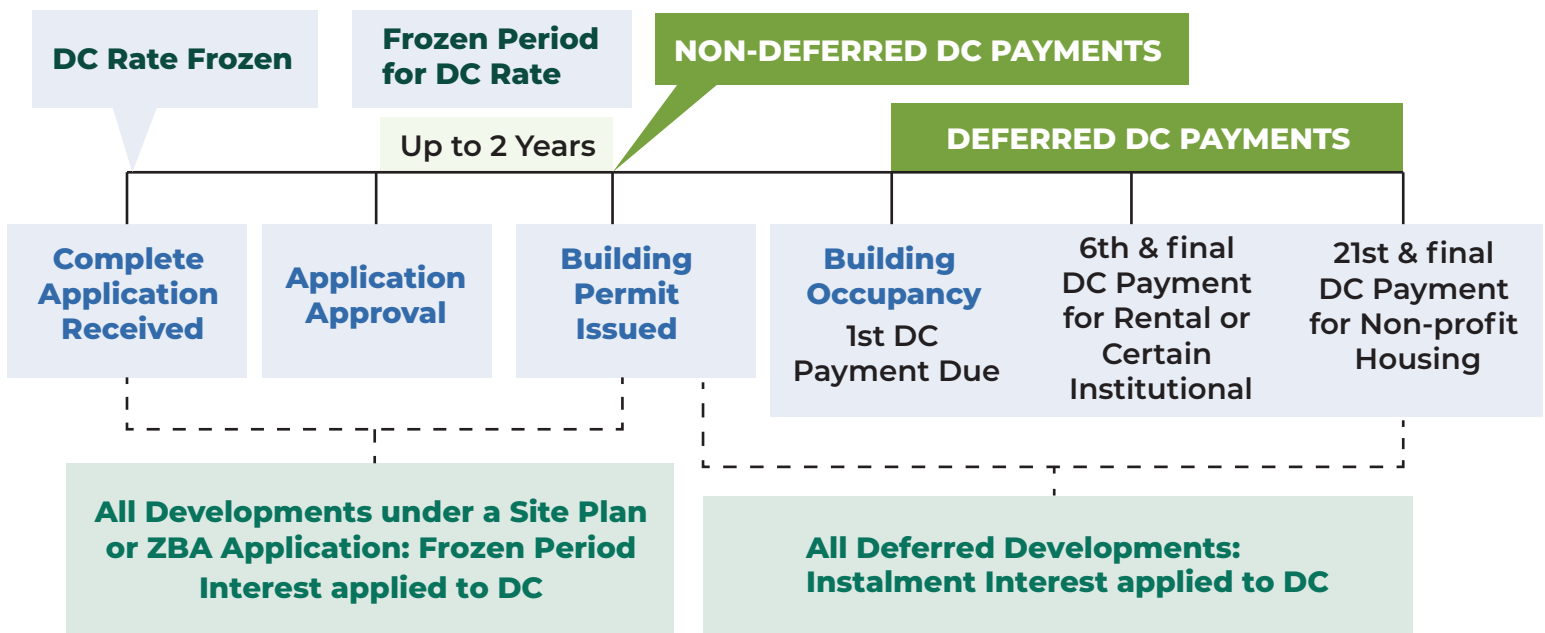 DC Rate Frozen
Frozen Period
for DC Rate
NON-DEFERRED DC PAYMENTS
Up to 2 Years
DEFERRED DC PAYMENTS
Complete
Application
Received
Application
Approval
Building
Permit
Issued
Building
Occupancy
1st DC
Payment Due
6th & final
DC Payment
for Rental or
Certain
Institutional
21st & final
DC Payment
for Non-profit
Housing
All Developments under a Site Plan
or ZBA Application: Frozen Period
Interest applied to DC
All Deferred Developments:
Instalment Interest applied to DC